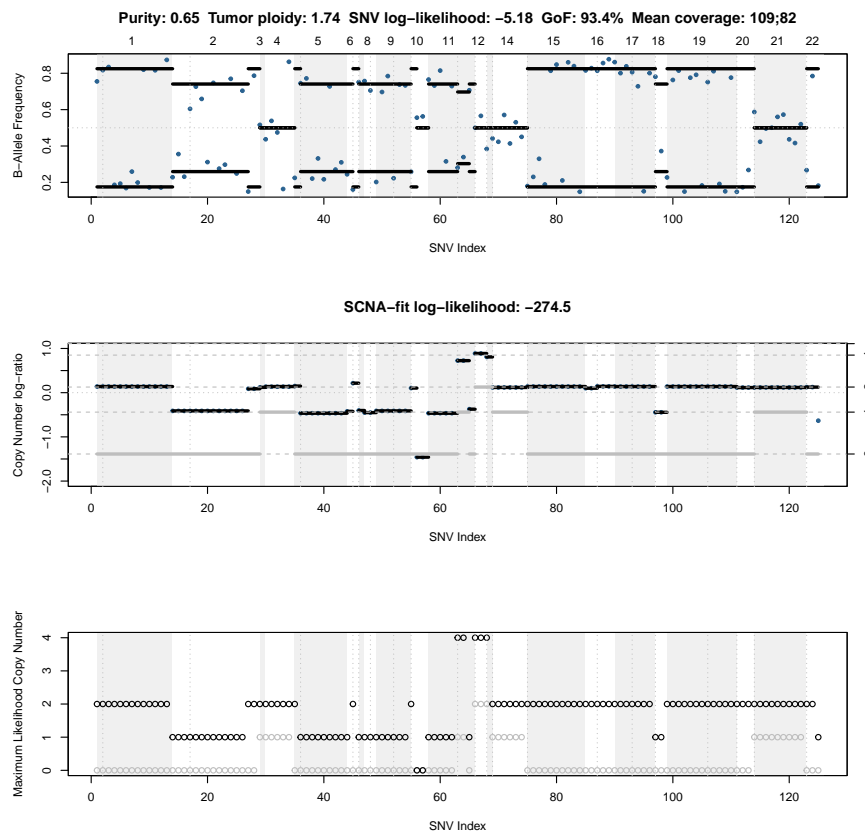 Purity: 0.65 Tumor ploidy: 1.74 SNV log−likelihood: −5.18 GoF: 93.4% Mean coverage: 109;82
1 2 3 4 5 6 8 9 10 11 12 14 15 16 17 18 19 20 21 22
B−Allele Frequency
0.8
0.6
0.4
0.2
0 20 40 60 80 100 120
SNV Index
SCNA−fit log−likelihood: −274.5
Copy Number log−ratio
1.0
0.0
−1.0
−2.0
0 20 40 60 80 100 120
SNV Index
Maximum Likelihood Copy Number
4
3
2
1
0
0 20 40 60 80 100 120
SNV Index